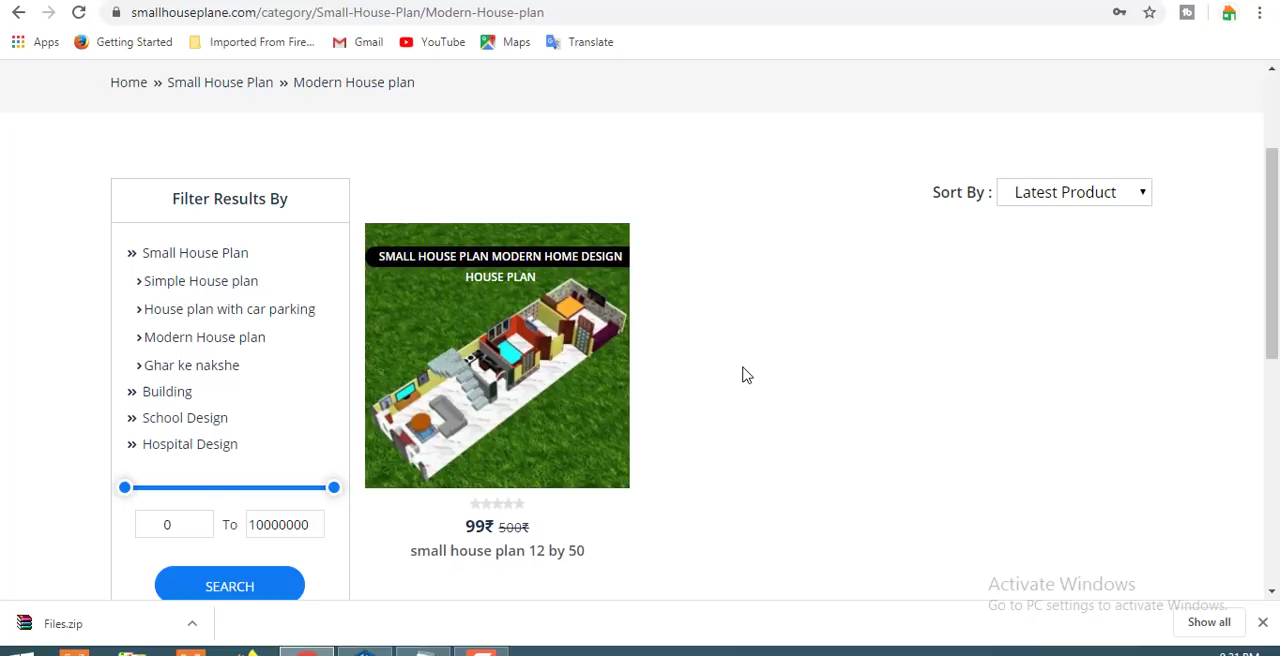 smallhouseplane.com/category/Small-House-Plan/Modern-House-plan
Apps Getting Started Imported From Fire... Gmail YouTube Maps Translate
Home » Small House Plan » Modern House plan
Filter Results By
Sort By : Latest Product
» Small House Plan
›Simple House plan
›House plan with car parking
›Modern House plan
›Ghar ke nakshe
» Building
» School Design
» Hospital Design
0 To 10000000
SEARCH
SMALL HOUSE PLAN MODERN HOME DESIGN
HOUSE PLAN
99₹ 500₹
small house plan 12 by 50
Activate Windows
Go to PC settings to activate Windows.
Files.zip
Show all